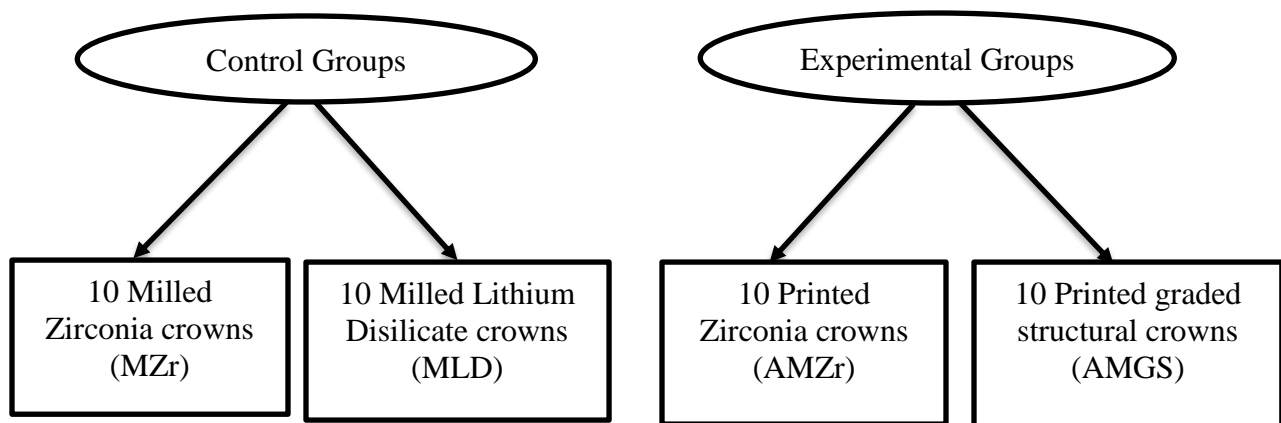 Control Groups
Experimental Groups
10 Milled
Zirconia crowns
(MZr)
10 Milled Lithium
Disilicate crowns
(MLD)
10 Printed
Zirconia crowns
(AMZr)
10 Printed graded
structural crowns
(AMGS)